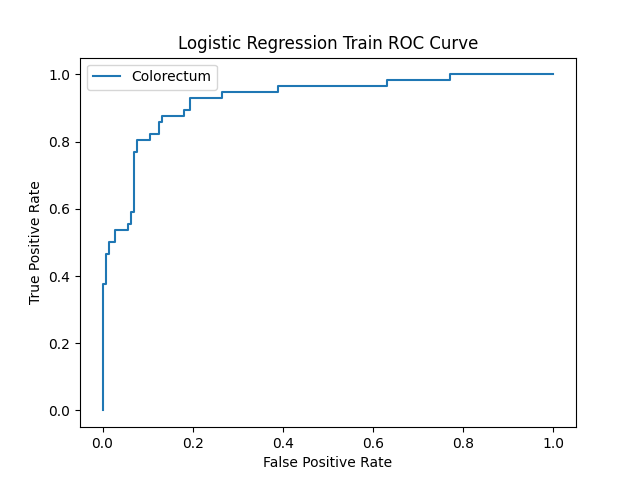 Logistic Regression Train ROC Curve
Colorectum
True Positive Rate
1.0
0.8
0.6
0.4
0.2
0.0
0.0 0.2 0.4 0.6 0.8 1.0
False Positive Rate